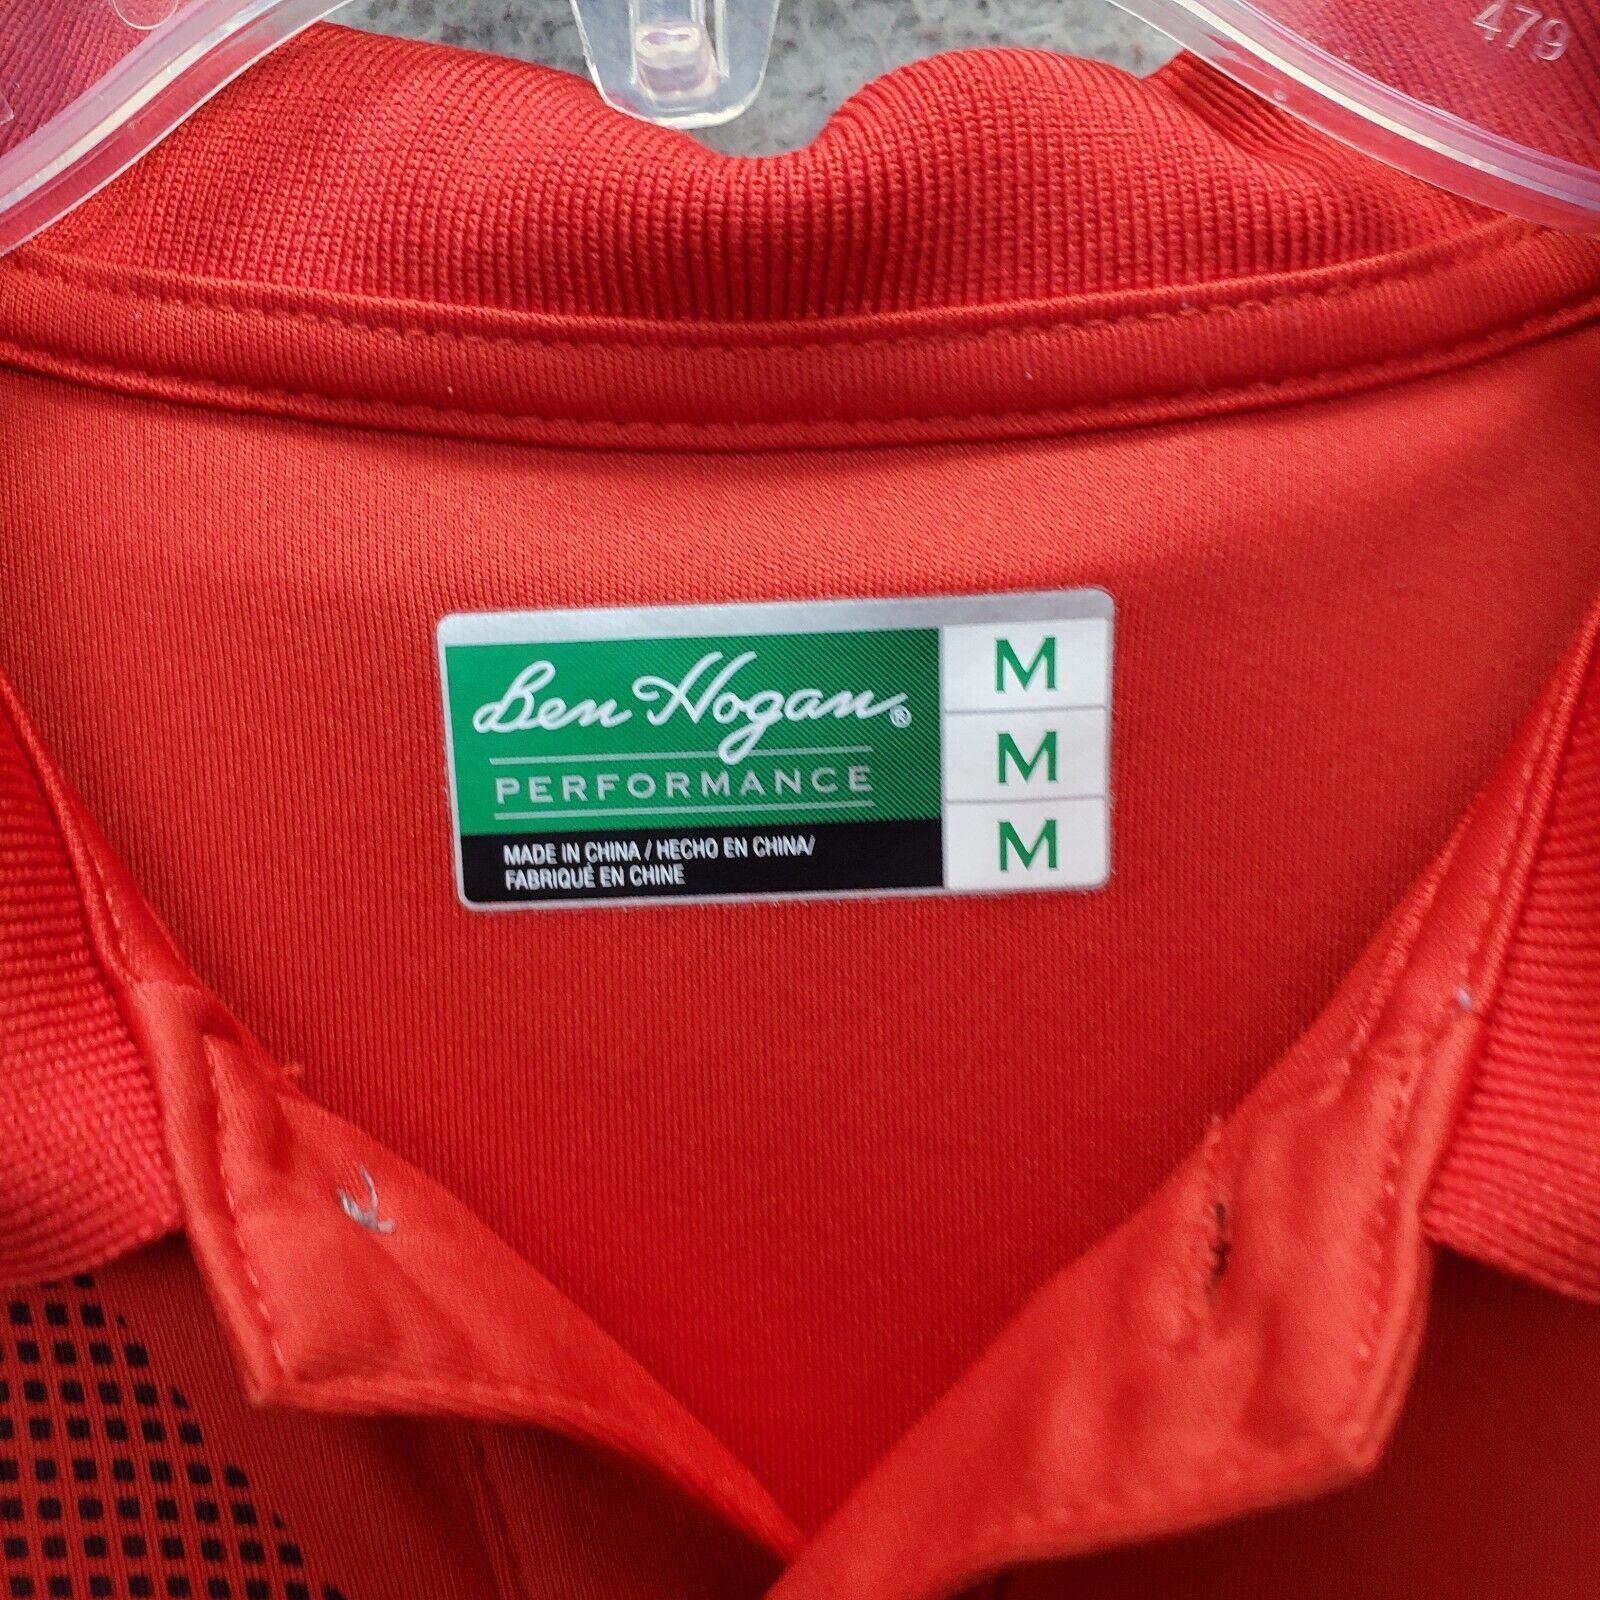 479
Ben Hogan®
PERFORMANCE
MADE IN CHINA / HECHO EN CHINA/
FABRIQUÉ EN CHINE
M
M
M